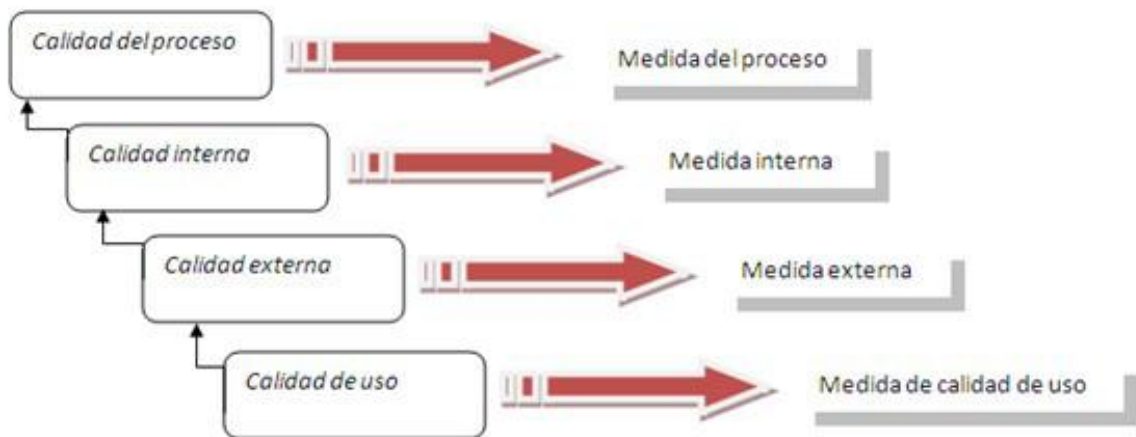 Calidad del proceso
Medida del proceso
Calidad interna
Medida interna
Calidad externa
Medida externa
Calidad de uso
Medida de calidad de uso